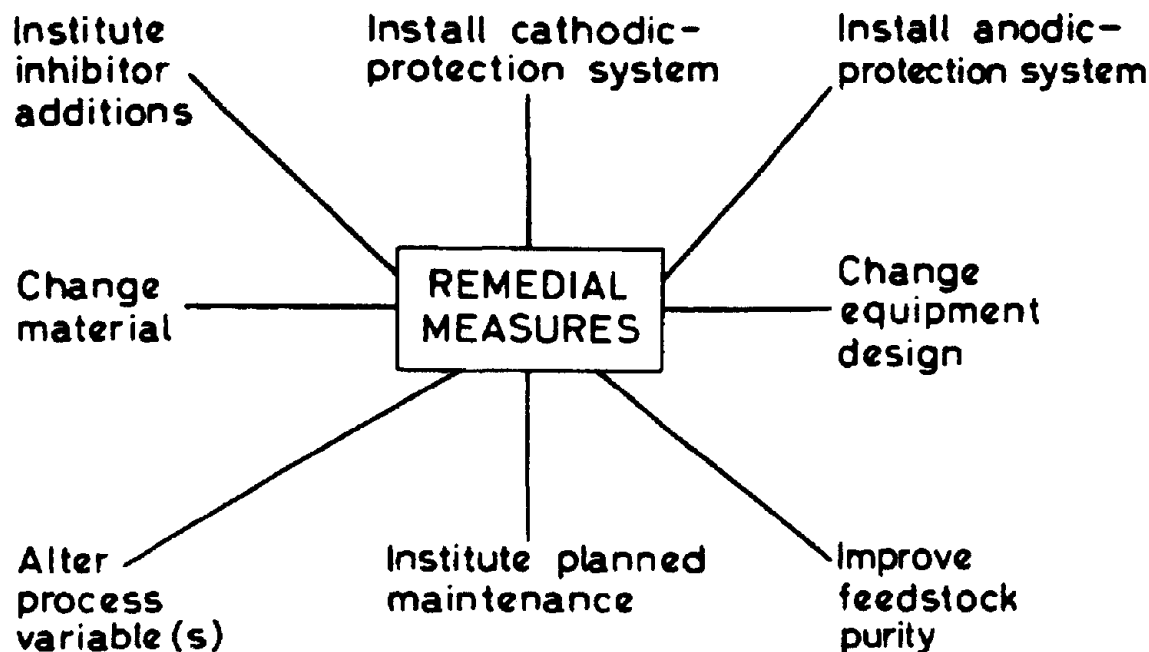 Institute
inhibitor
additions
Install cathodic-
protection system
Install anodic-
protection system
Change
material
REMEDIAL
MEASURES
Change
equipment
design
Alter
process
variable(s)
Institute planned
maintenance
Improve
feedstock
purity